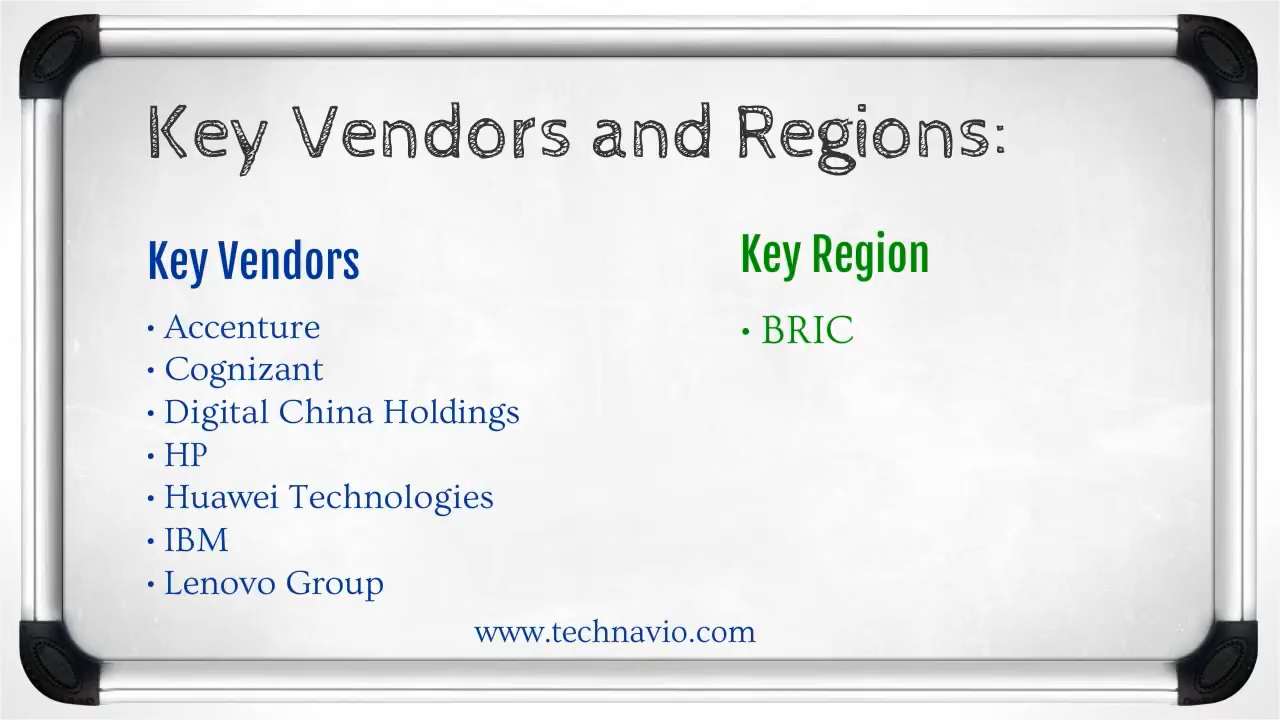 Key Vendors and Regions:
Key Vendors
• Accenture
• Cognizant
• Digital China Holdings
• HP
• Huawei Technologies
• IBM
• Lenovo Group
Key Region
• BRIC
www.technavio.com